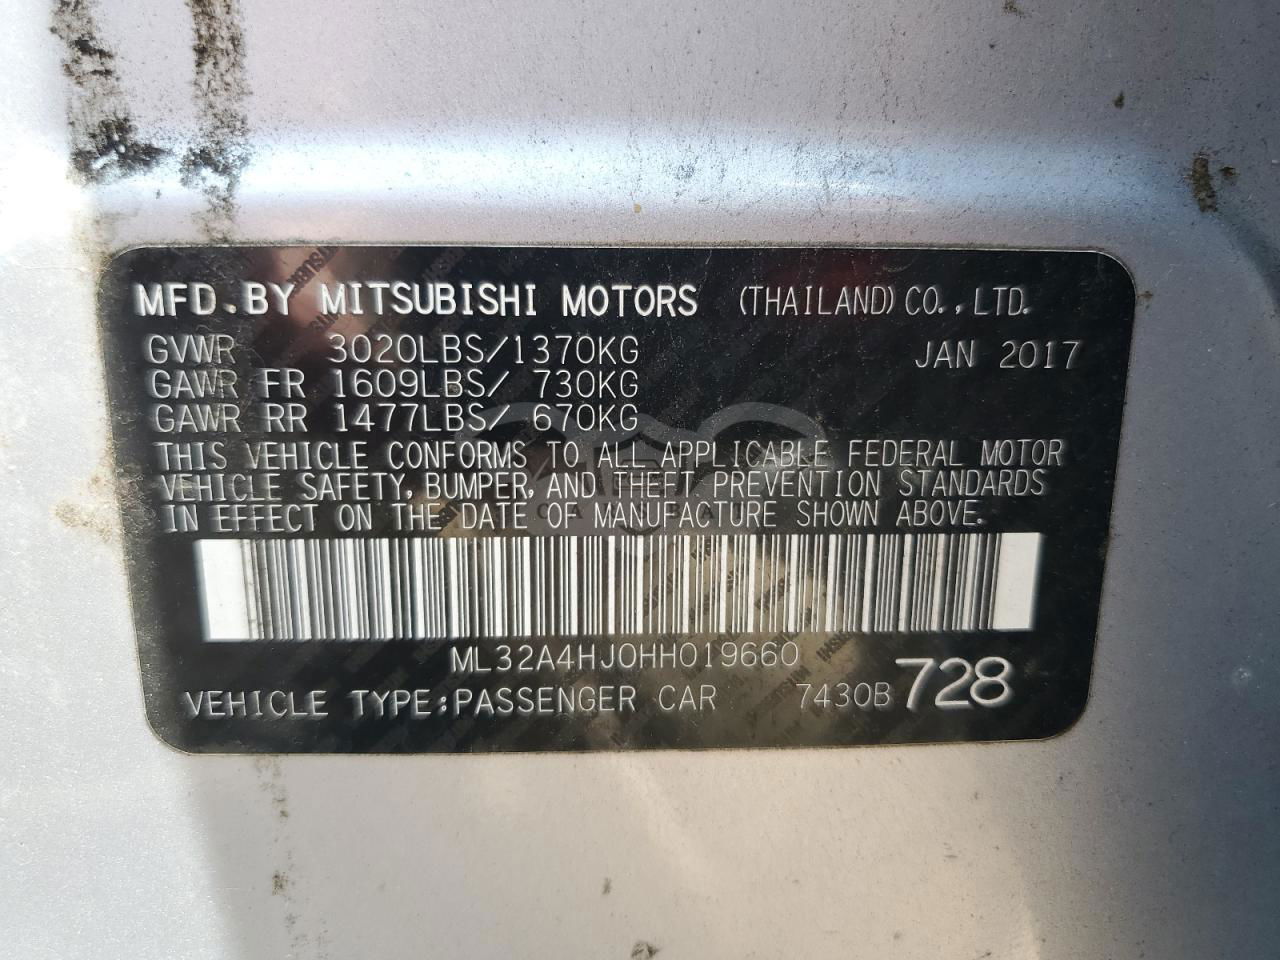 MFD.BY MITSUBISHI MOTORS (THAILAND)CO.,LTD.
GVWR 3020LBS/1370KG JAN 2017
GAWR FR 1609LBS/ 730KG
GAWR RR 1477LBS/ 670KG
THIS VEHICLE CONFORMS TO ALL APPLICABLE FEDERAL MOTOR
VEHICLE SAFETY, BUMPER, AND THEFT PREVENTION STANDARDS
IN EFFECT ON THE DATE OF MANUFACTURE SHOWN ABOVE.
ML32A4HJ0HH019660
VEHICLE TYPE:PASSENGER CAR 7430B 728